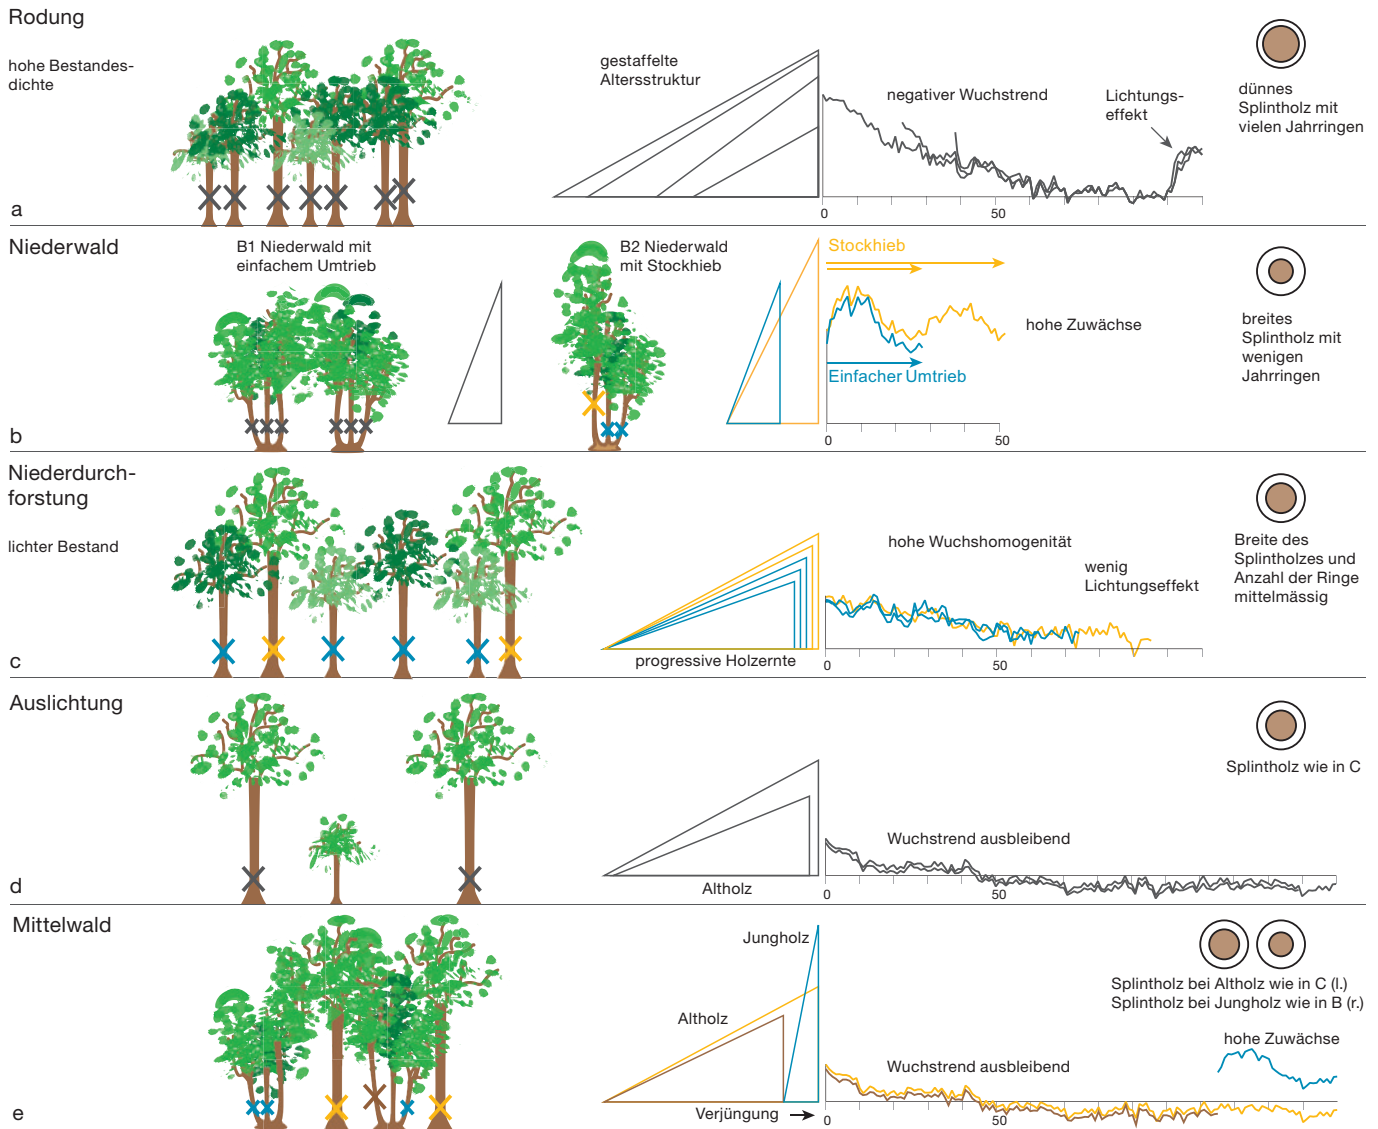 Rodung
hohe Bestandes-
dichte
gestaffelte
Altersstruktur
negativer Wuchstrend
Lichtungs-
effekt
dünnes
Splintholz mit
vielen Jahrringen
0
50
a
Niederwald
B1 Niederwald mit
einfachem Umtrieb
B2 Niederwald
mit Stockhieb
Stockhieb
hohe Zuwächse
Einfacher Umtrieb
breites
Splintholz mit
wenigen
Jahrringen
0
50
b
Niederdurch-
forstung
lichter Bestand
hohe Wuchshomogenität
wenig
Lichtungseffekt
Breite des
Splintholzes und
Anzahl der Ringe
mittelmässig
progressive Holzernte
0
50
c
Auslichtung
Splintholz wie in C
Wuchstrend ausbleibend
Altholz
0
50
d
Mittelwald
Jungholz
Altholz
Splintholz bei Altholz wie in C (l.)
Splintholz bei Jungholz wie in B (r.)
hohe Zuwächse
Wuchstrend ausbleibend
Verjüngung
0
50
e